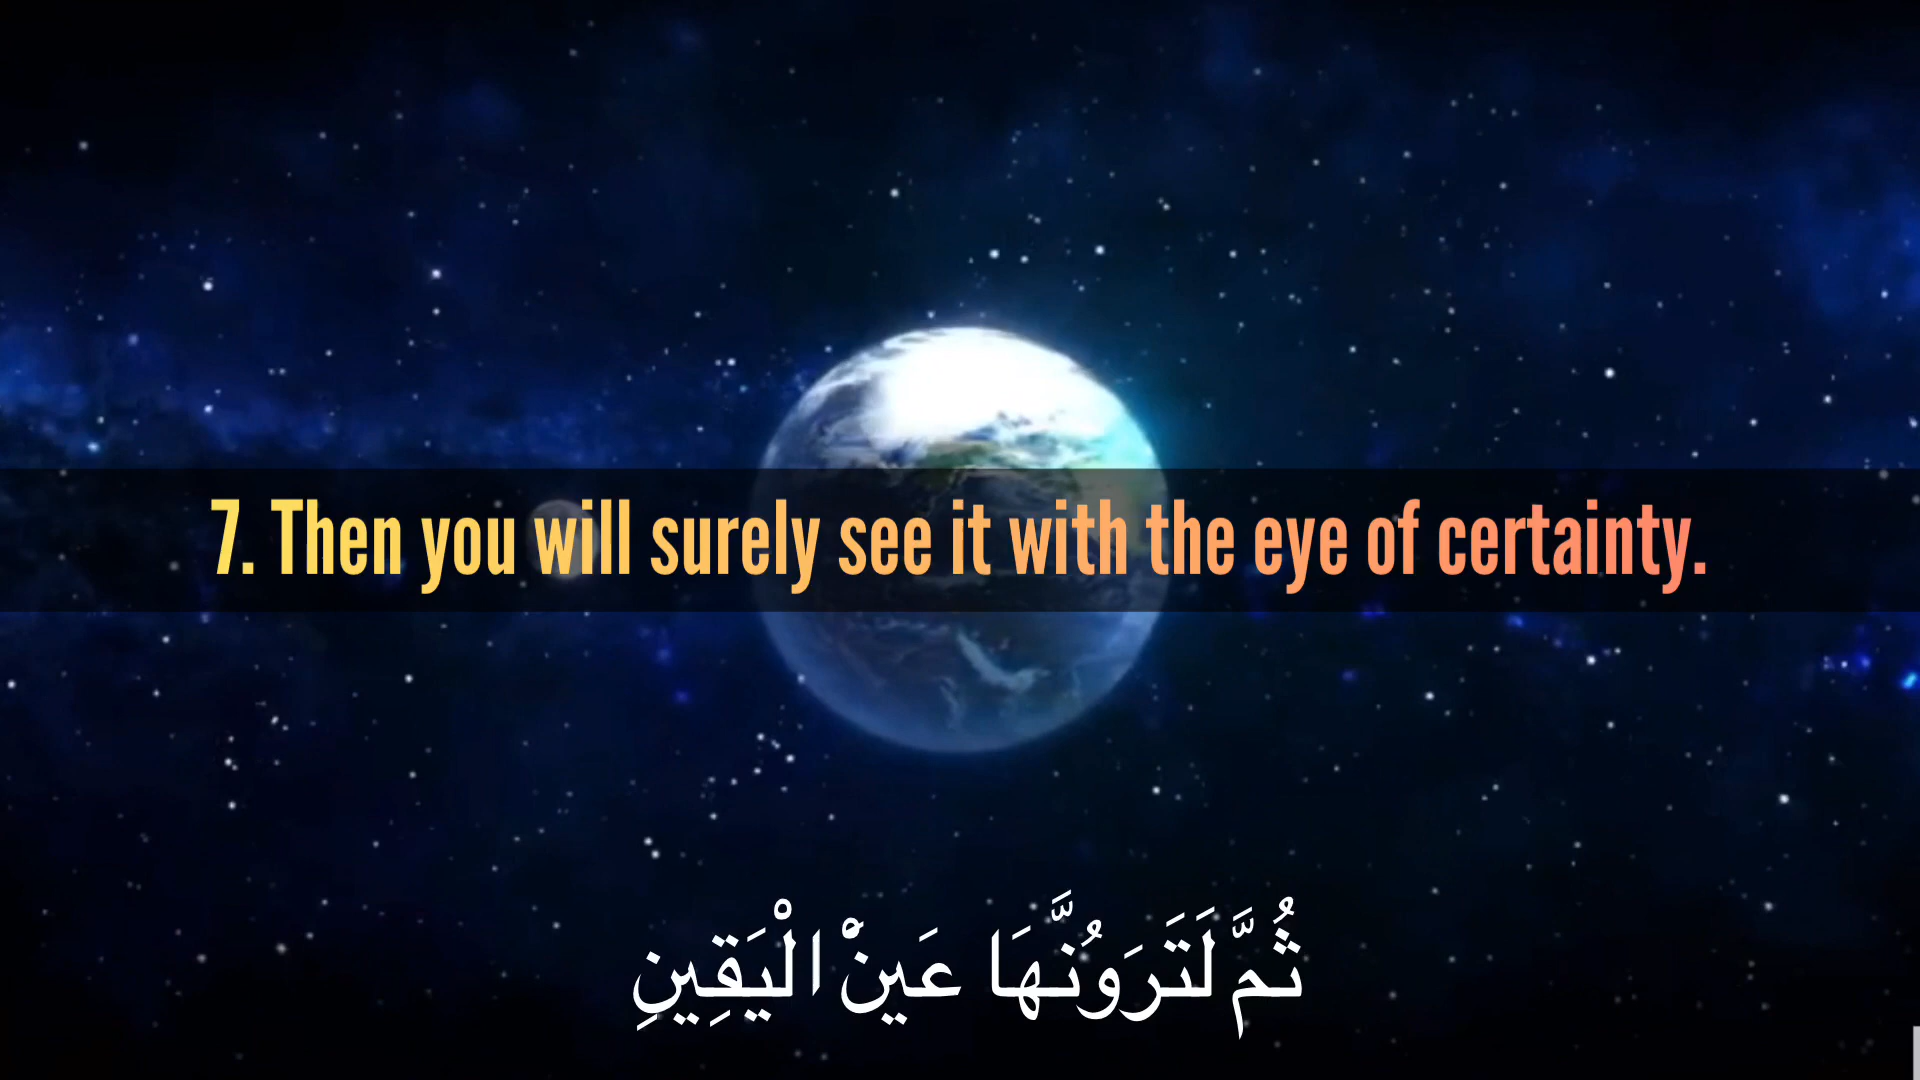 7. Then you will surely see it with the eye of certainty.
ثُمَّ لَتَرَوُنَّهَا عَينْ َالْيَقِينِ